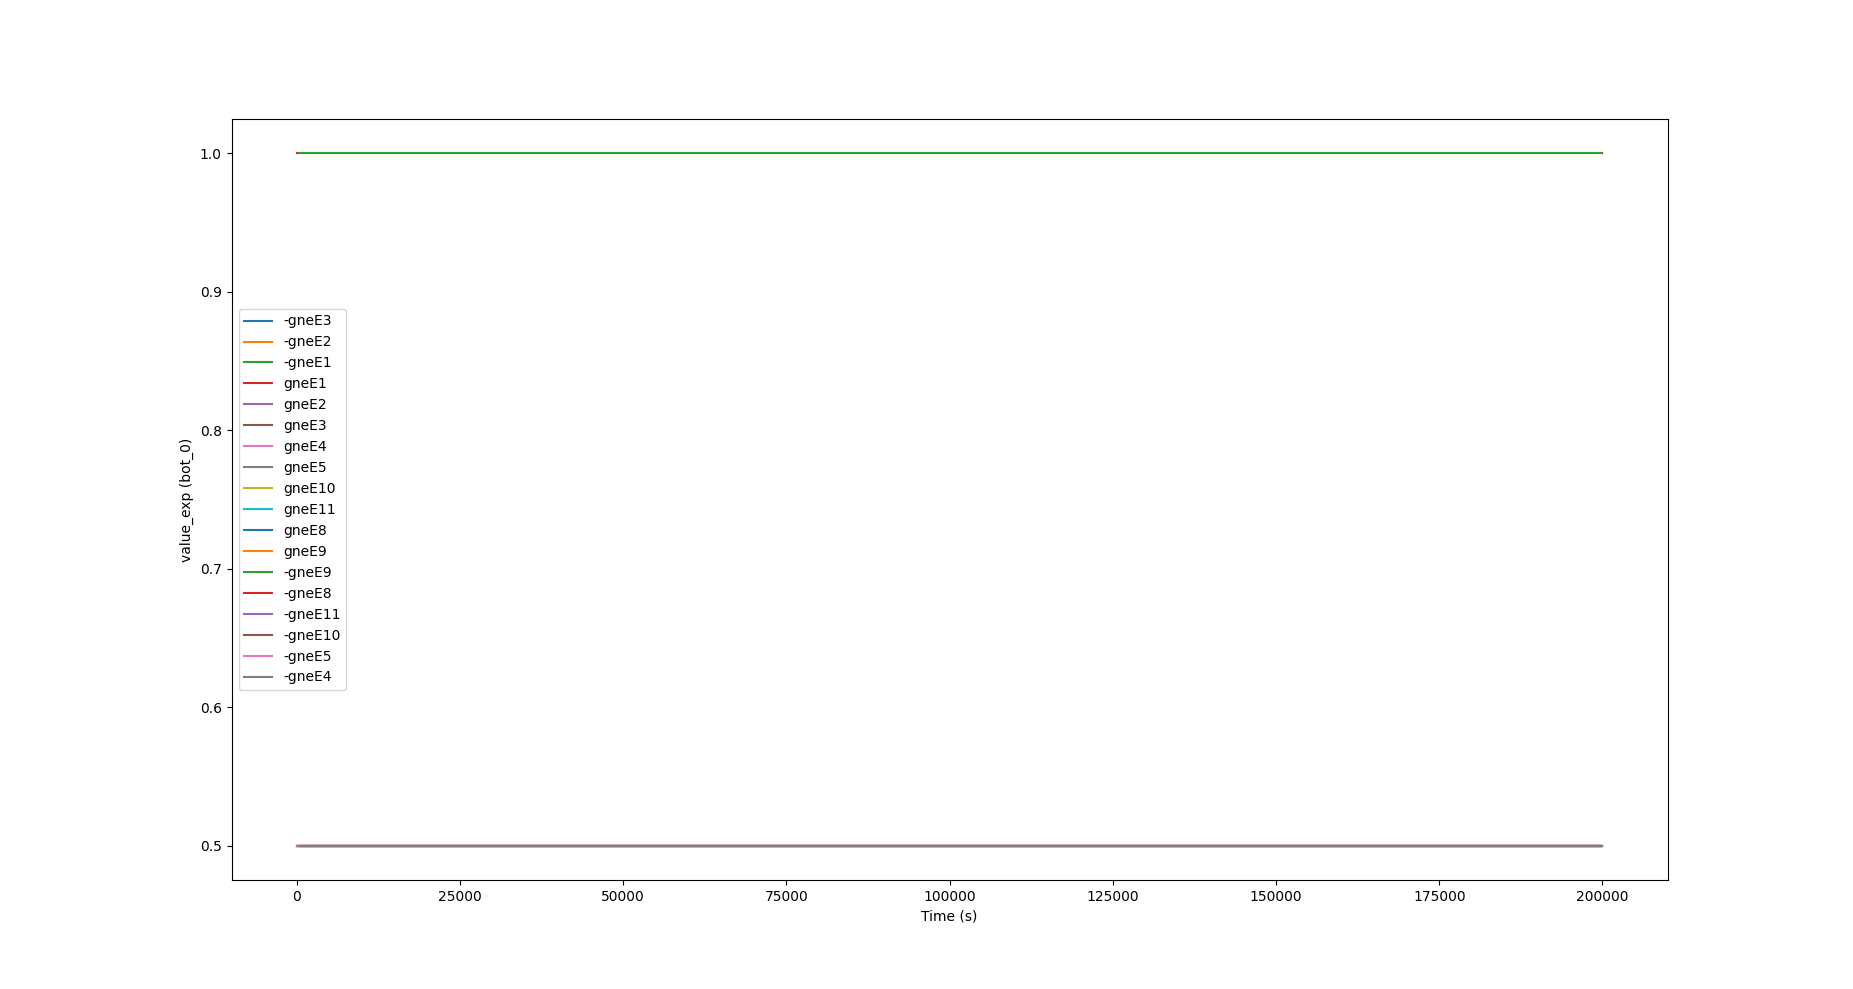 1.0
0.9
0.8
0.7
0.6
0.5
value_exp (bot_0)
-gneE3
-gneE2
-gneE1
gneE1
gneE2
gneE3
gneE4
gneE5
gneE10
gneE11
gneE8
gneE9
-gneE9
-gneE8
-gneE11
-gneE10
-gneE5
-gneE4
0 25000 50000 75000 100000 125000 150000 175000 200000
Time (s)